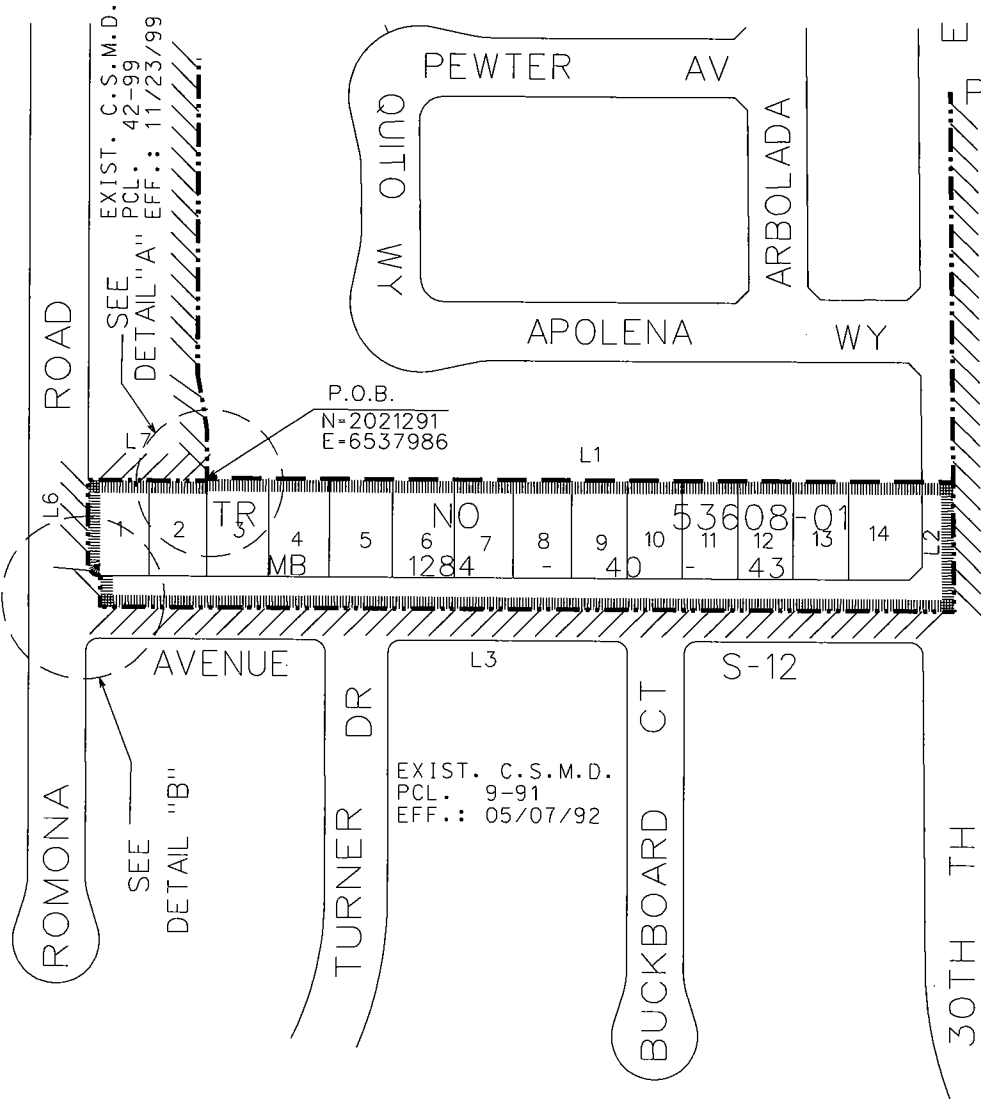 EXIST. C.S.M.D.
PCL. 42-99
EFF.: 11/23/99
SEE
DETAIL "A"
PEWTER AV
QUITO WY
ARBOLADA
APOLENA WY
E
P
ROAD
P.O.B.
N=2021291
E=6537986
L7
L1
L6
L2
TR NO 53608-01
1 2 3 4 5 6 7 8 9 10 11 12 13 14
MB 1284 - 40 - 43
AVENUE S-12
L3
SEE
DETAIL "B"
ROMONA
TURNER DR
EXIST. C.S.M.D.
PCL. 9-91
EFF.: 05/07/92
BUCKBOARD CT
30TH TH